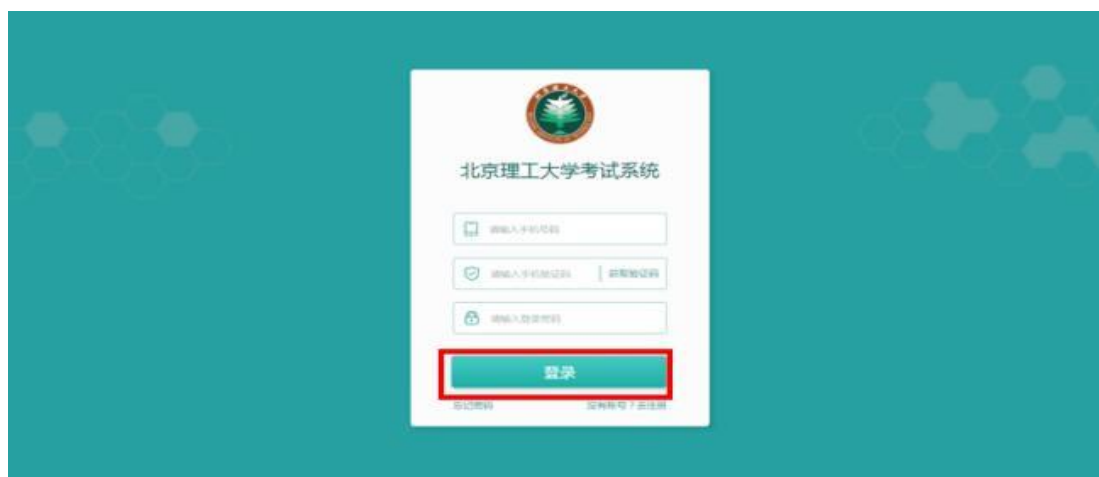 北京理工大学考试系统
请输入手机号码
请输入手机验证码 获取验证码
请输入登录密码
登录
忘记密码 没有账号？去注册